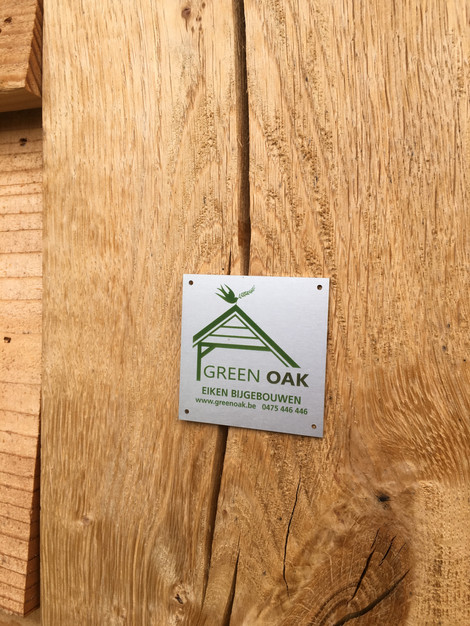 GREEN OAK
EIKEN BIJGEBOUWEN
www.greenoak.be 0475 446 446